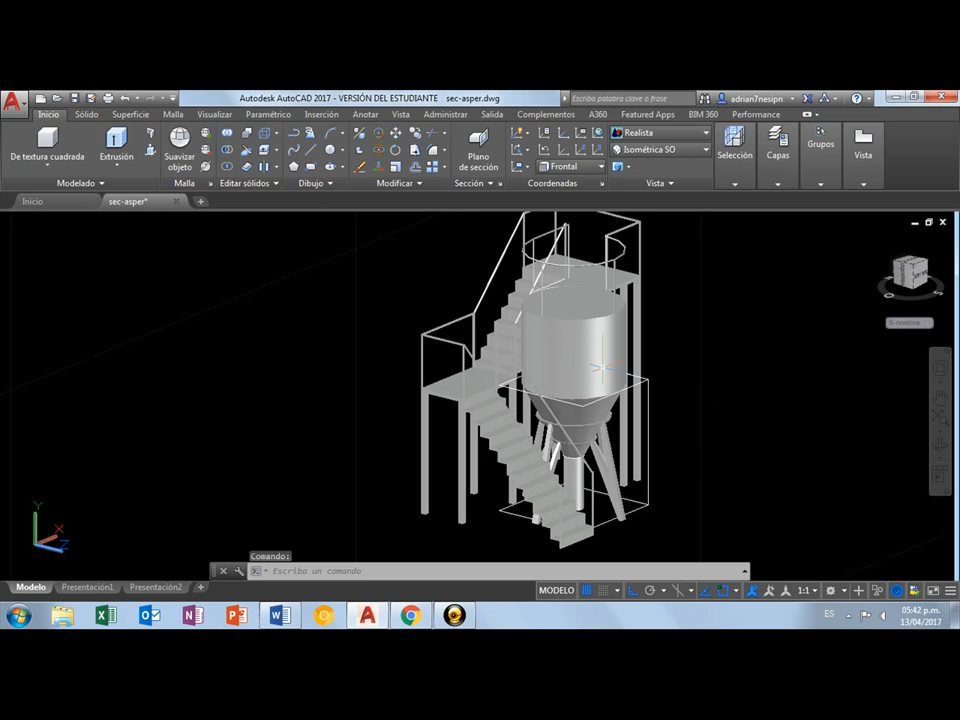 Autodesk AutoCAD 2017 - VERSIÓN DEL ESTUDIANTE sec-asper.dwg
Escriba palabra clave o frase
adrian7nesipn
Inicio Sólido Superficie Malla Visualizar Paramétrico Inserción Anotar Vista Administrar Salida Complementos A360 Featured Apps BIM 360 Performance
De textura cuadrada
Extrusión
Suavizar objeto
Plano de sección
Realista
Isométrica SO
Frontal
Selección
Capas
Grupos
Vista
Modelado Malla Editar sólidos Dibujo Modificar Sección Coordenadas Vista
Inicio sec-asper*
Y
X
Z
Comando:
Escriba un comando
Modelo Presentación1 Presentación2
MODELO
1:1
ES
05:42 p.m.
13/04/2017